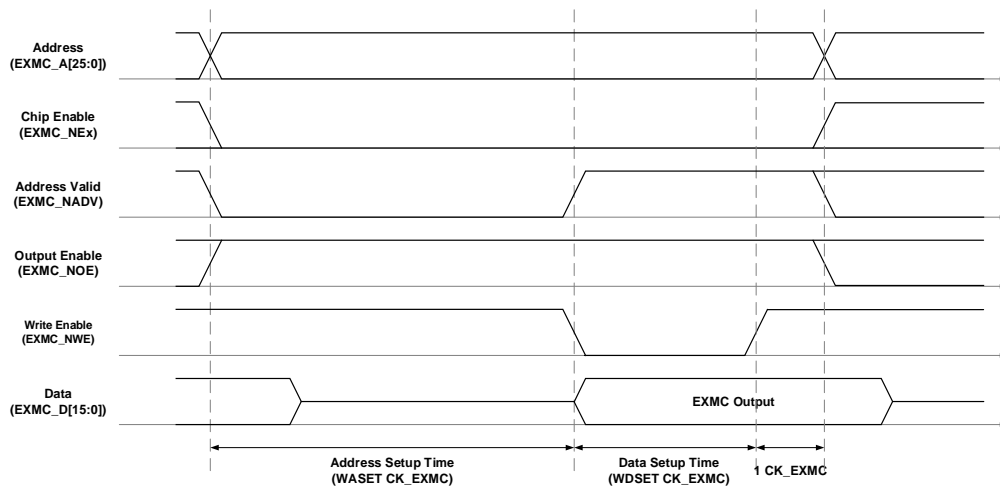 Address
(EXMC_A[25:0])
Chip Enable
(EXMC_NEx)
Address Valid
(EXMC_NADV)
Output Enable
(EXMC_NOE)
Write Enable
(EXMC_NWE)
Data
(EXMC_D[15:0])
EXMC Output
Address Setup Time
(WASET CK_EXMC)
Data Setup Time
(WDSET CK_EXMC)
1 CK_EXMC